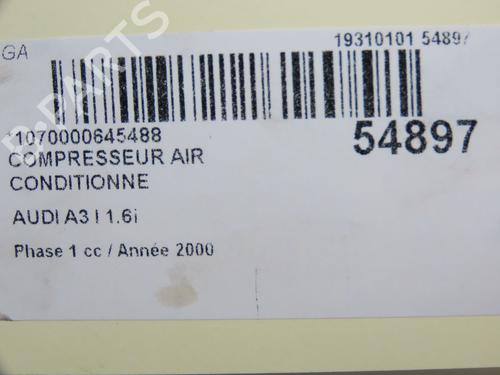 GA
19310101 54897
1070000645488
54897
COMPRESSEUR AIR
CONDITIONNE
AUDI A3 I 1.6i
Phase 1 cc / Année 2000